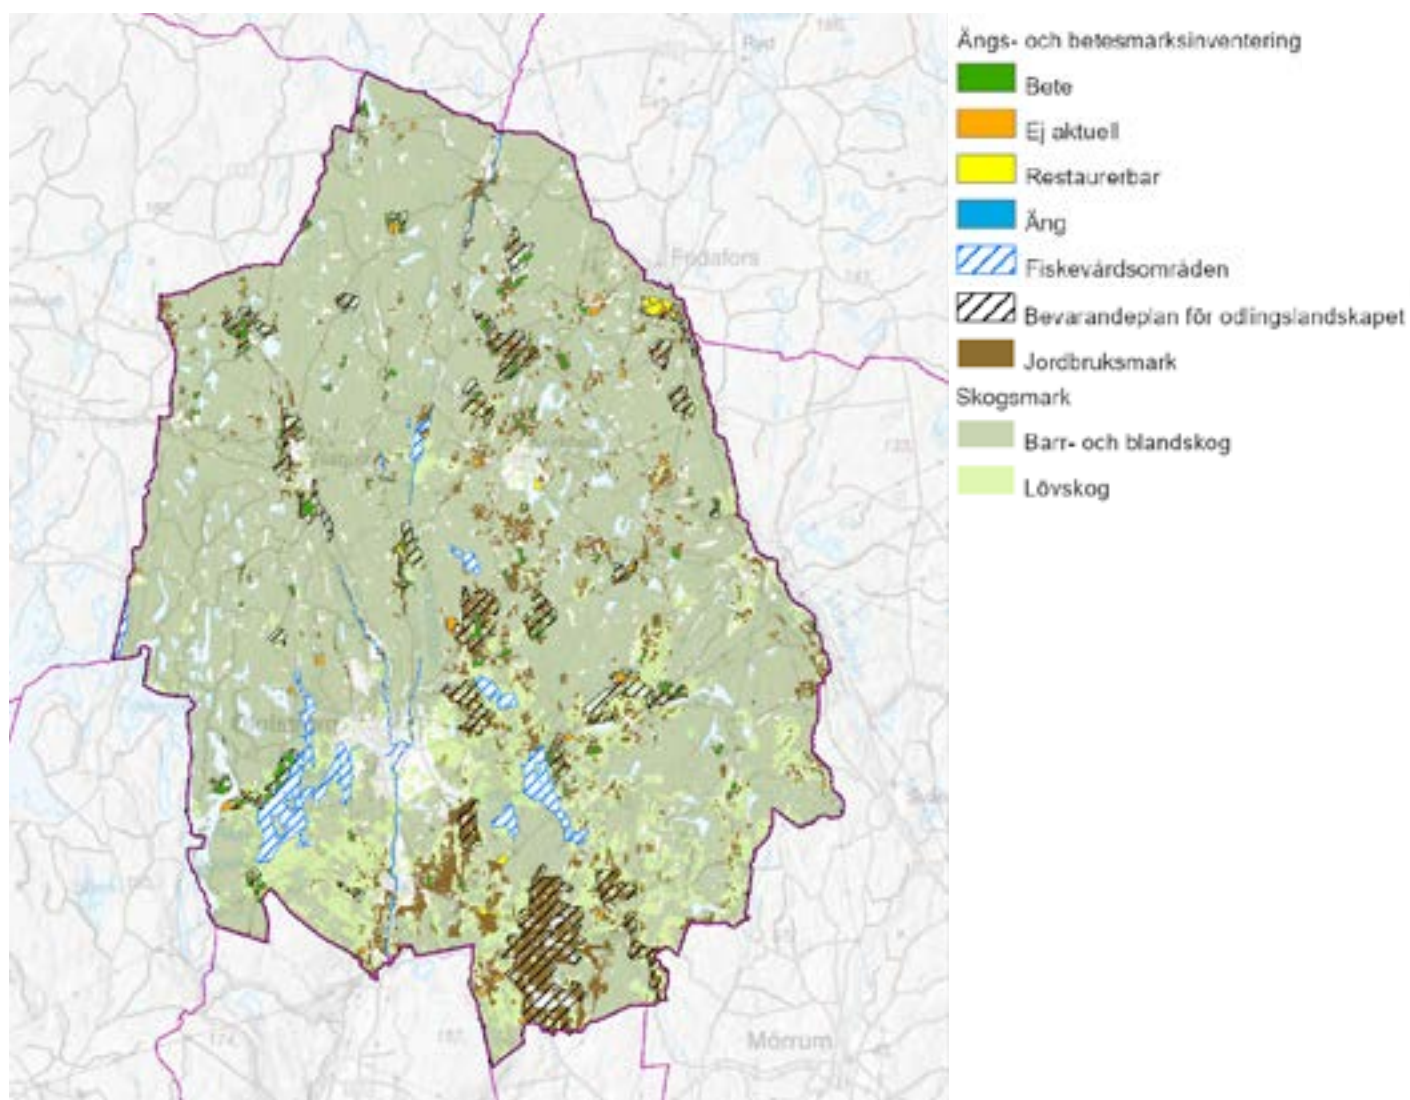 Ängs- och betesmarksinventering
Bete
Ej aktuell
Restaurerbar
Äng
Fiskevårdsområden
Bevarandeplan för odlingslandskapet
Jordbruksmark
Skogsmark
Barr- och blandskog
Lövskog
Ryd
Fridafors
Mörrum